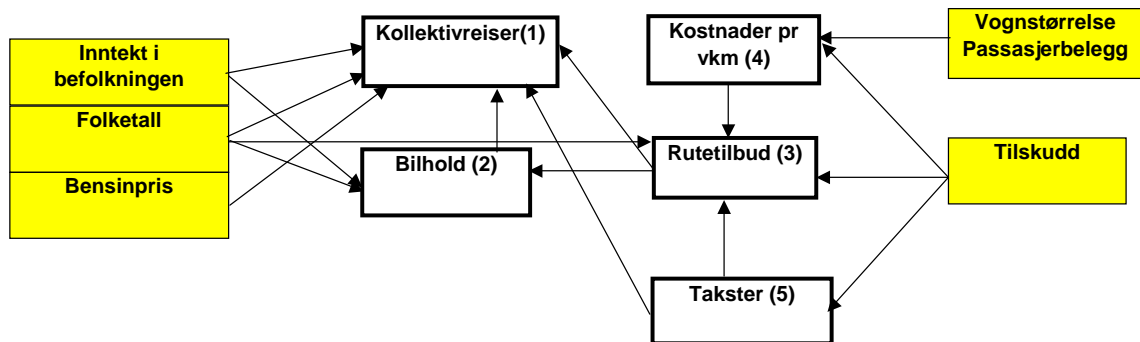 Inntekt i
befolkningen
Folketall
Bensinpris
Kollektivreiser(1)
Bilhold (2)
Kostnader pr
vkm (4)
Rutetilbud (3)
Takster (5)
Vognstørrelse
Passasjerbelegg
Tilskudd